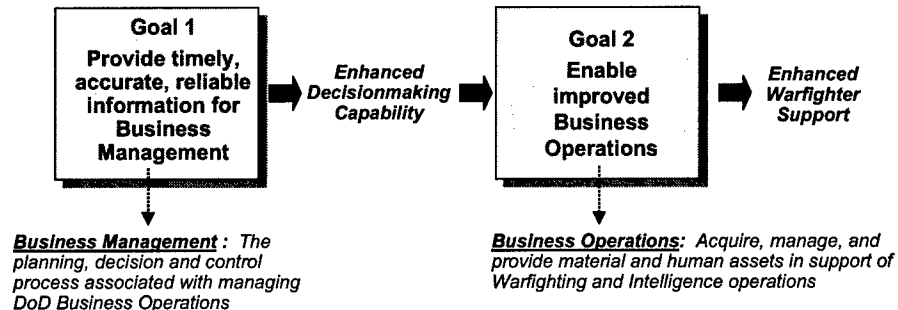 Goal 1
Provide timely,
accurate, reliable
information for
Business
Management
Enhanced
Decisionmaking
Capability
Goal 2
Enable
improved
Business
Operations
Enhanced
Warfighter
Support
Business Management : The
planning, decision and control
process associated with managing
DoD Business Operations
Business Operations: Acquire, manage, and
provide material and human assets in support of
Warfighting and Intelligence operations